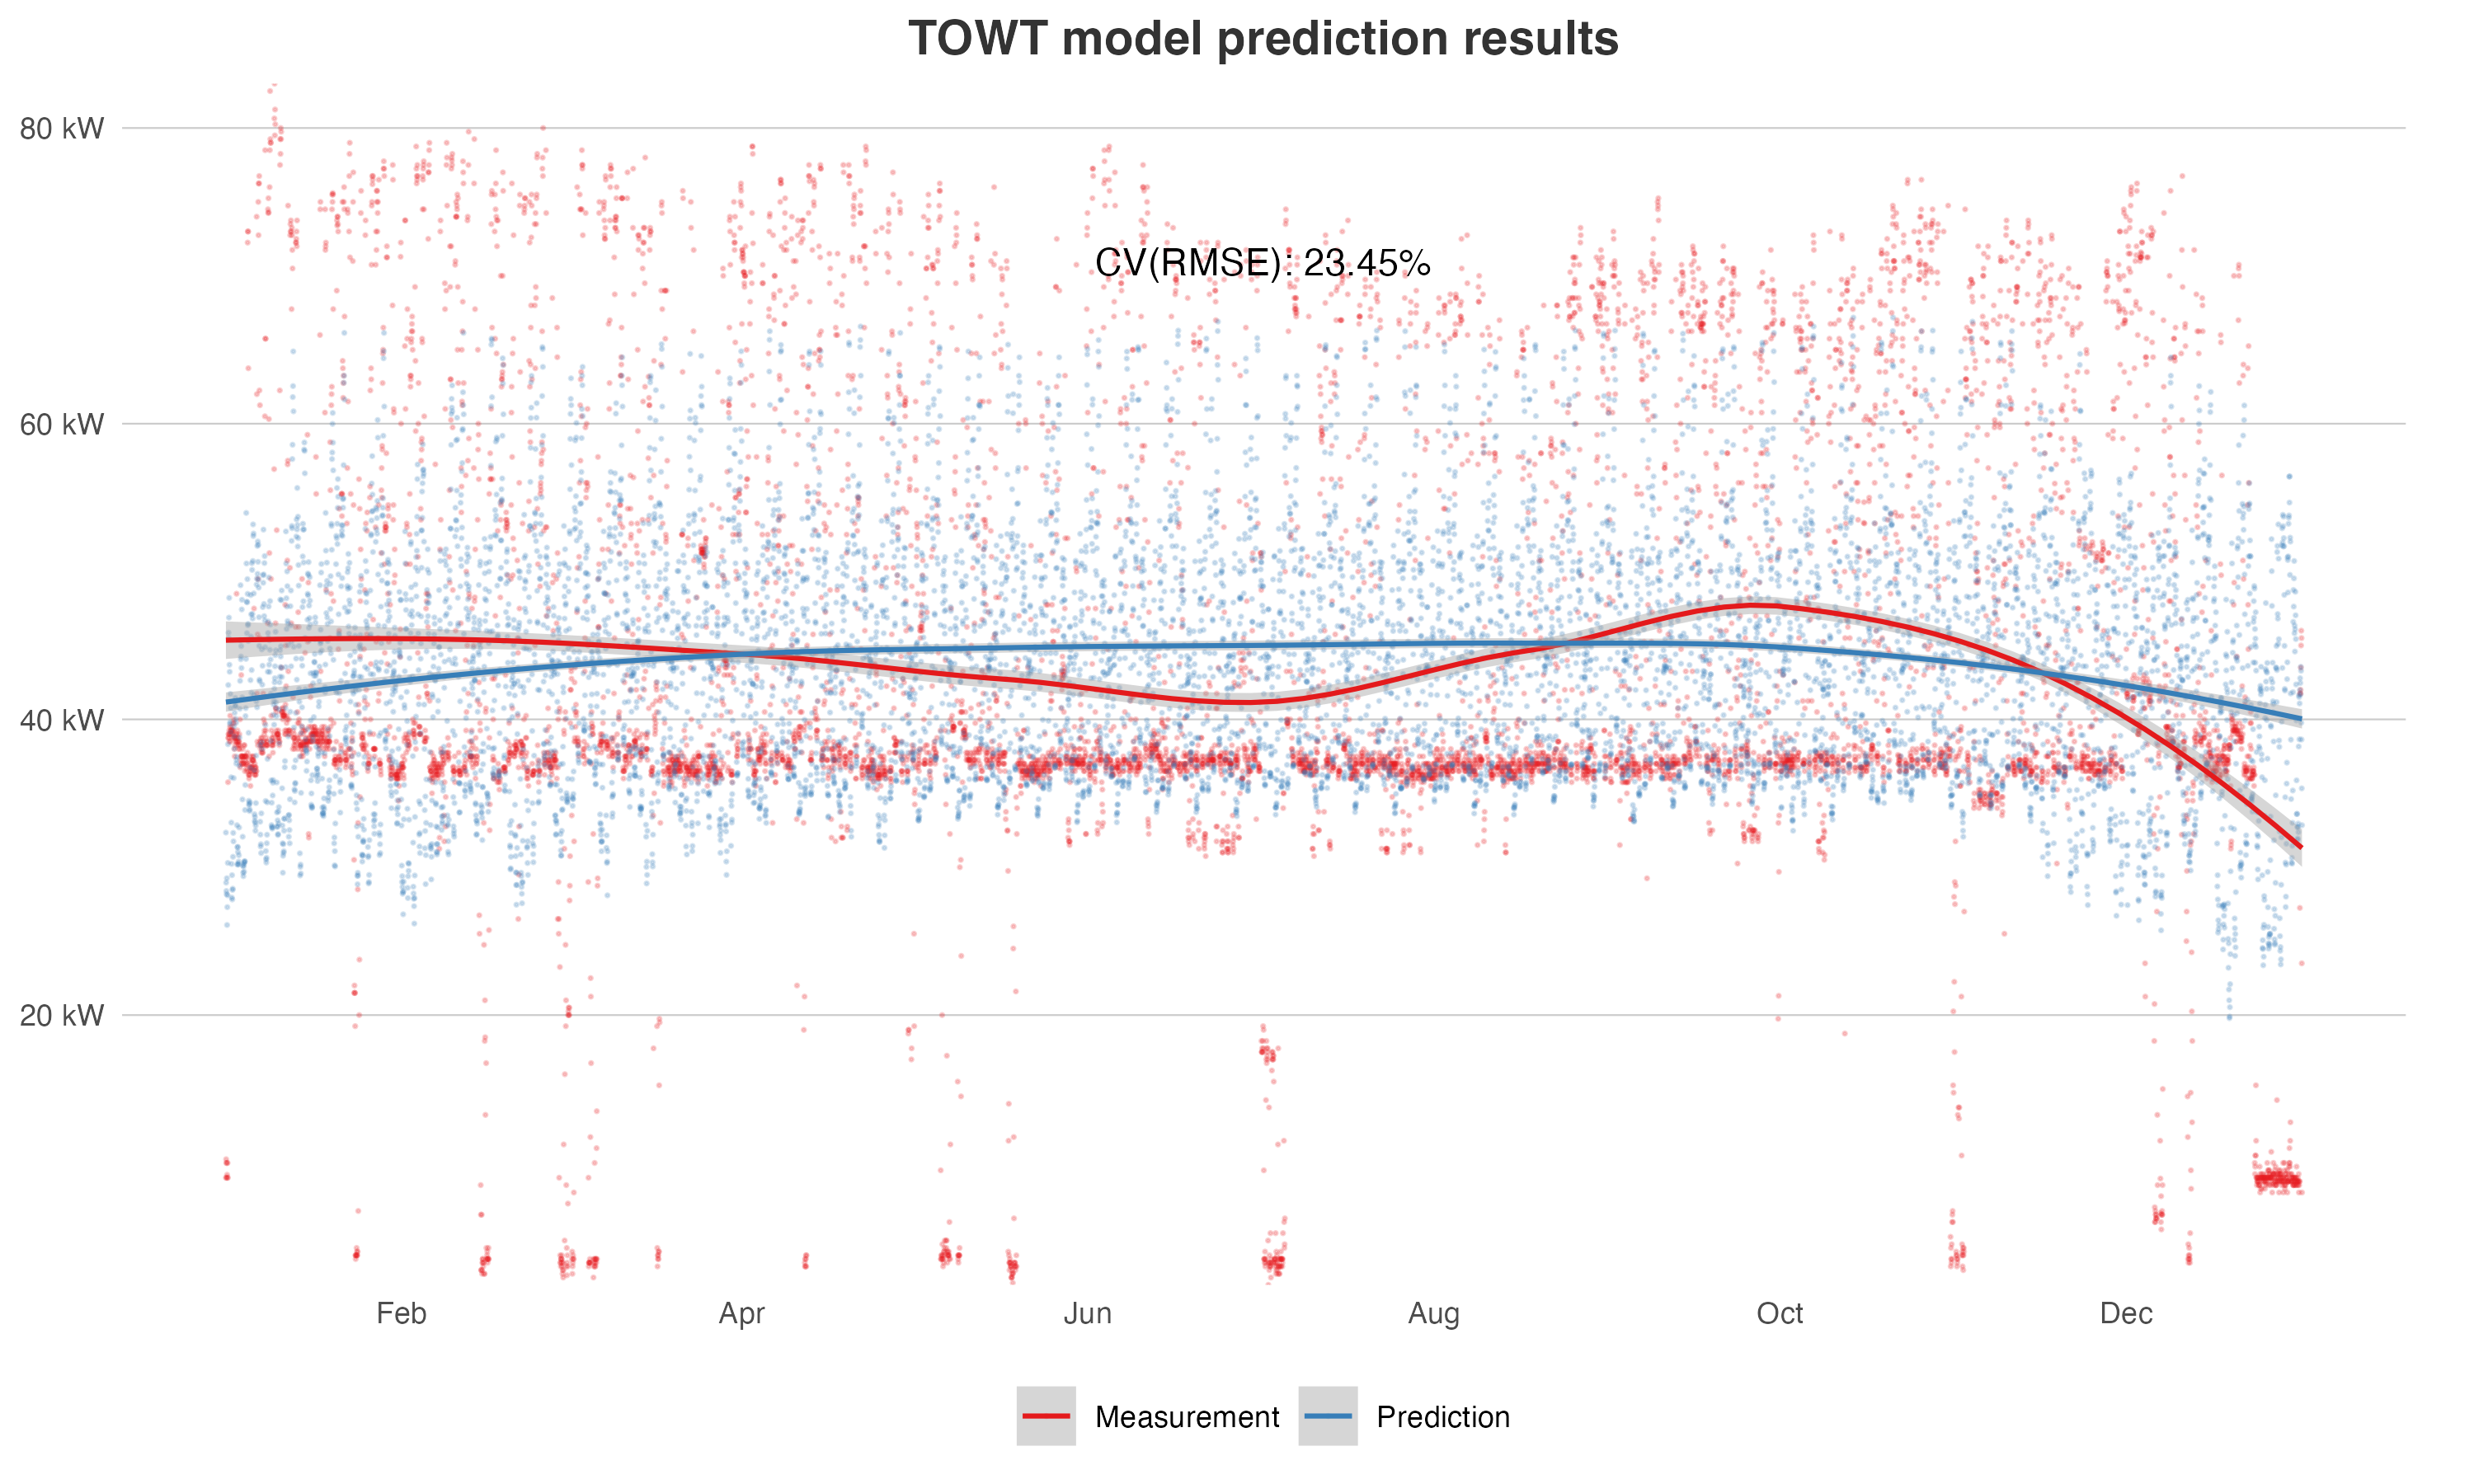 TOWT model prediction results
80 kW
60 kW
40 kW
20 kW
CV(RMSE): 23.45%
Feb Apr Jun Aug Oct Dec
Measurement Prediction